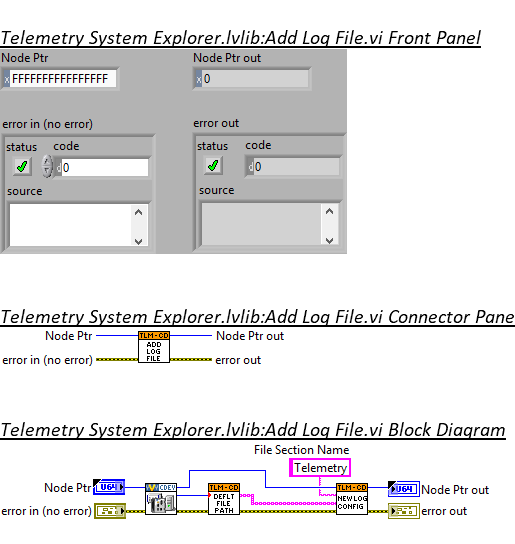 Telemetry System Explorer.lvlib:Add Log File.vi Front Panel
Node Ptr Node Ptr out
x FFFFFFFFFFFFFFFF x 0
error in (no error) error out
status code status code
d 0 d 0
source source
Telemetry System Explorer.lvlib:Add Log File.vi Connector Pane
Node Ptr TLM-CD Node Ptr out
ADD
LOG
error in (no error) FILE error out
Telemetry System Explorer.lvlib:Add Log File.vi Block Diagram
File Section Name
Telemetry
Node Ptr U64 CDEV TLM-CD TLM-CD U64 Node Ptr out
DEFLT NEW LOG
FILE CONFIG
error in (no error) PATH error out